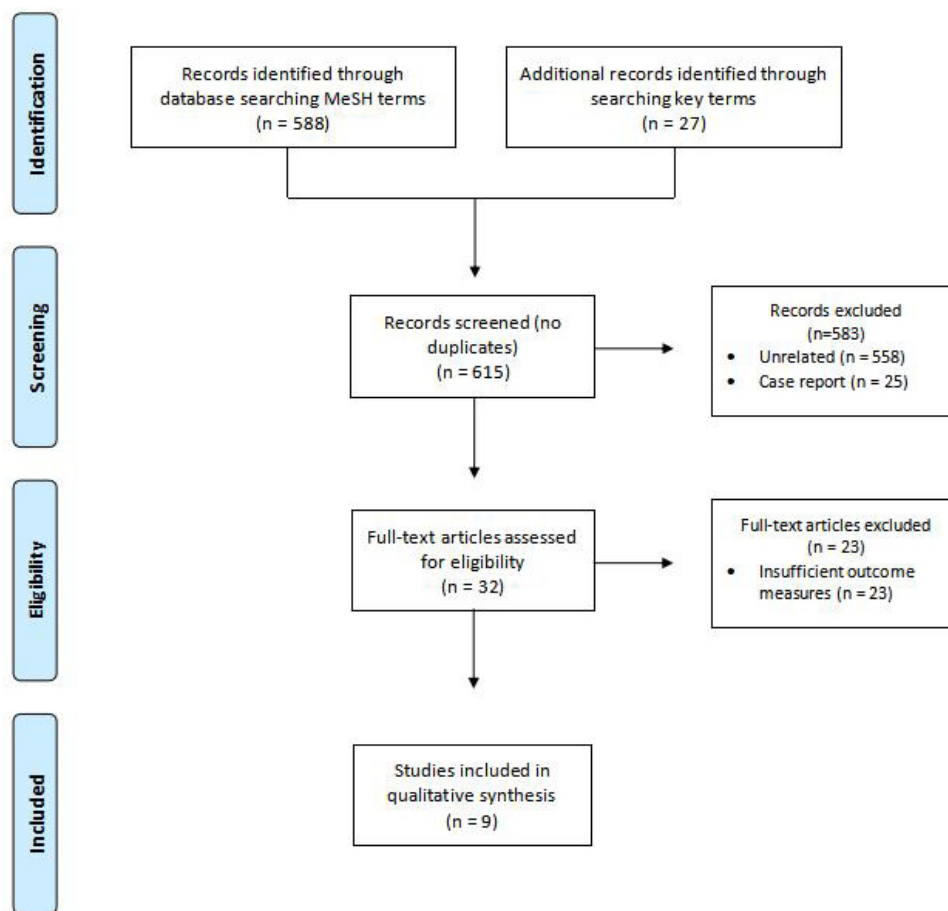 Identification
Records identified through
database searching MeSH terms
(n = 588)
Additional records identified through
searching key terms
(n = 27)
Screening
Records screened (no
duplicates)
(n = 615)
Records excluded
(n=583)
• Unrelated (n = 558)
• Case report (n = 25)
Eligibility
Full-text articles assessed
for eligibility
(n = 32)
Full-text articles excluded
(n = 23)
• Insufficient outcome
measures (n = 23)
Included
Studies included in
qualitative synthesis
(n = 9)